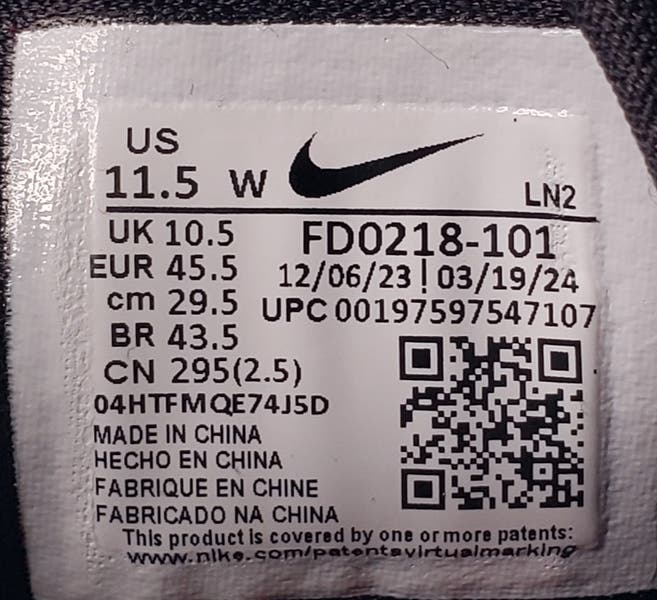 US
11.5 W
LN2
UK 10.5
EUR 45.5
cm 29.5
BR 43.5
CN 295(2.5)
FD0218-101
12/06/23 | 03/19/24
UPC 00197597547107
04HTFMQE74J5D
MADE IN CHINA
HECHO EN CHINA
FABRIQUE EN CHINE
FABRICADO NA CHINA
This product is covered by one or more patents:
www.nike.com/patentsvirtualmarking